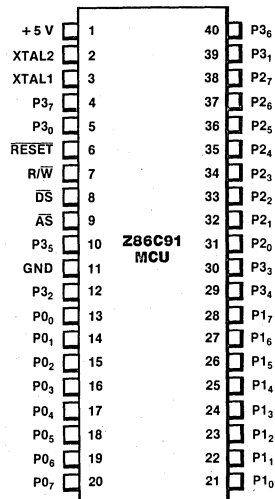 +5 V 1 40 P3₆
XTAL2 2 39 P3₁
XTAL1 3 38 P2₇
P3₇ 4 37 P2₆
P3₀ 5 36 P2₅
R̅E̅S̅E̅T̅ 6 35 P2₄
R/W̅ 7 34 P2₃
D̅S̅ 8 33 P2₂
A̅S̅ 9 32 P2₁
P3₅ 10 Z86C91 31 P2₀
GND 11 MCU 30 P3₃
P3₂ 12 29 P3₄
P0₀ 13 28 P1₇
P0₁ 14 27 P1₆
P0₂ 15 26 P1₅
P0₃ 16 25 P1₄
P0₄ 17 24 P1₃
P0₅ 18 23 P1₂
P0₆ 19 22 P1₁
P0₇ 20 21 P1₀